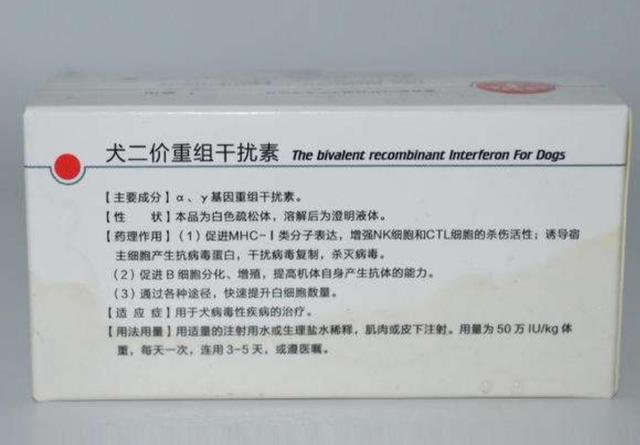 犬二价重组干扰素 The bivalent recombinant Interferon For Dogs
【主要成分】α、γ基因重组干扰素。
【性 状】本品为白色疏松体，溶解后为澄明液体。
【药理作用】（1）促进MHC-Ⅰ类分子表达，增强NK细胞和CTL细胞的杀伤活性；诱导宿
主细胞产生抗病毒蛋白，干扰病毒复制，杀灭病毒。
（2）促进B细胞分化、增殖，提高机体自身产生抗体的能力。
（3）通过各种途径，快速提升白细胞数量。
【适 应 症】用于犬病毒性疾病的治疗。
【用法用量】用适量的注射用水或生理盐水稀释，肌肉或皮下注射。用量为50万IU/kg体
重，每天一次，连用3-5天，或遵医嘱。